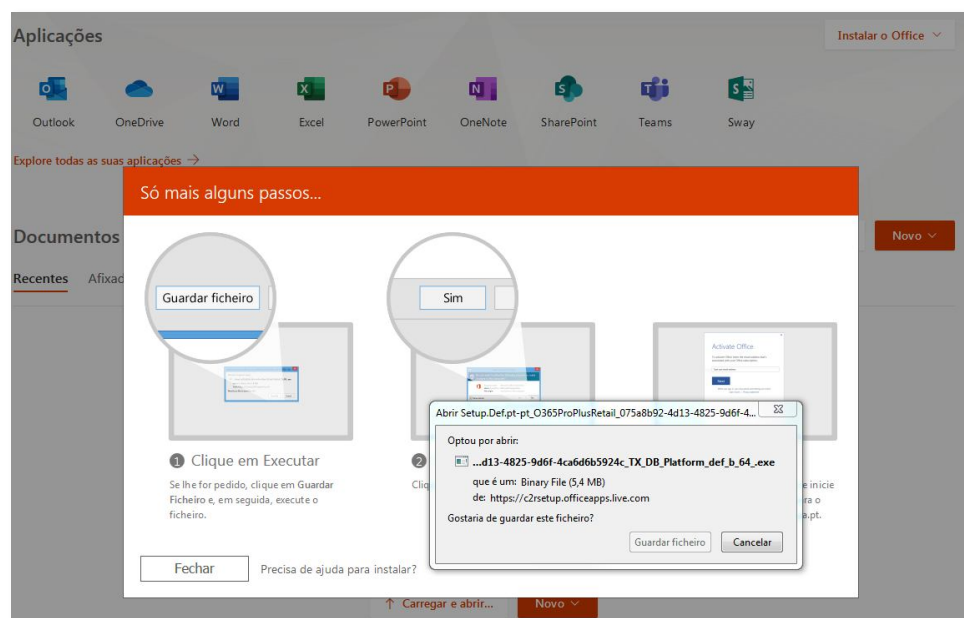 Aplicações
Instalar o Office
Outlook
OneDrive
Word
Excel
PowerPoint
OneNote
SharePoint
Teams
Sway
Explore todas as suas aplicações →
Só mais alguns passos...
Documentos
Novo
Recentes
Afixad
Guardar ficheiro
Sim
Activate Office
Abrir Setup.Def.pt-pt_O365ProPlusRetail_075a8b92-4d13-4825-9d6f-4...
Optou por abrir:
...d13-4825-9d6f-4ca6d6b5924c_TX_DB_Platform_def_b_64_.exe
que é um: Binary File (5,4 MB)
de: https://c2rsetup.officeapps.live.com
Gostaria de guardar este ficheiro?
Guardar ficheiro
Cancelar
1 Clique em Executar
Se lhe for pedido, clique em Guardar
Ficheiro e, em seguida, execute o
ficheiro.
2
Cliq
e inicie
ra o
a.pt.
Fechar
Precisa de ajuda para instalar?
Carregar e abrir...
Novo